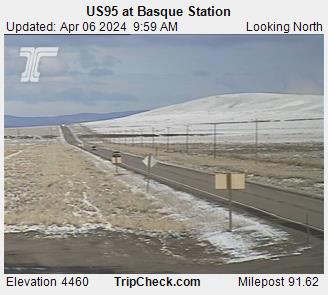 US95 at Basque Station
Updated: Apr 06 2024 9:59 AM Looking North
Elevation 4460 TripCheck.com Milepost 91.62